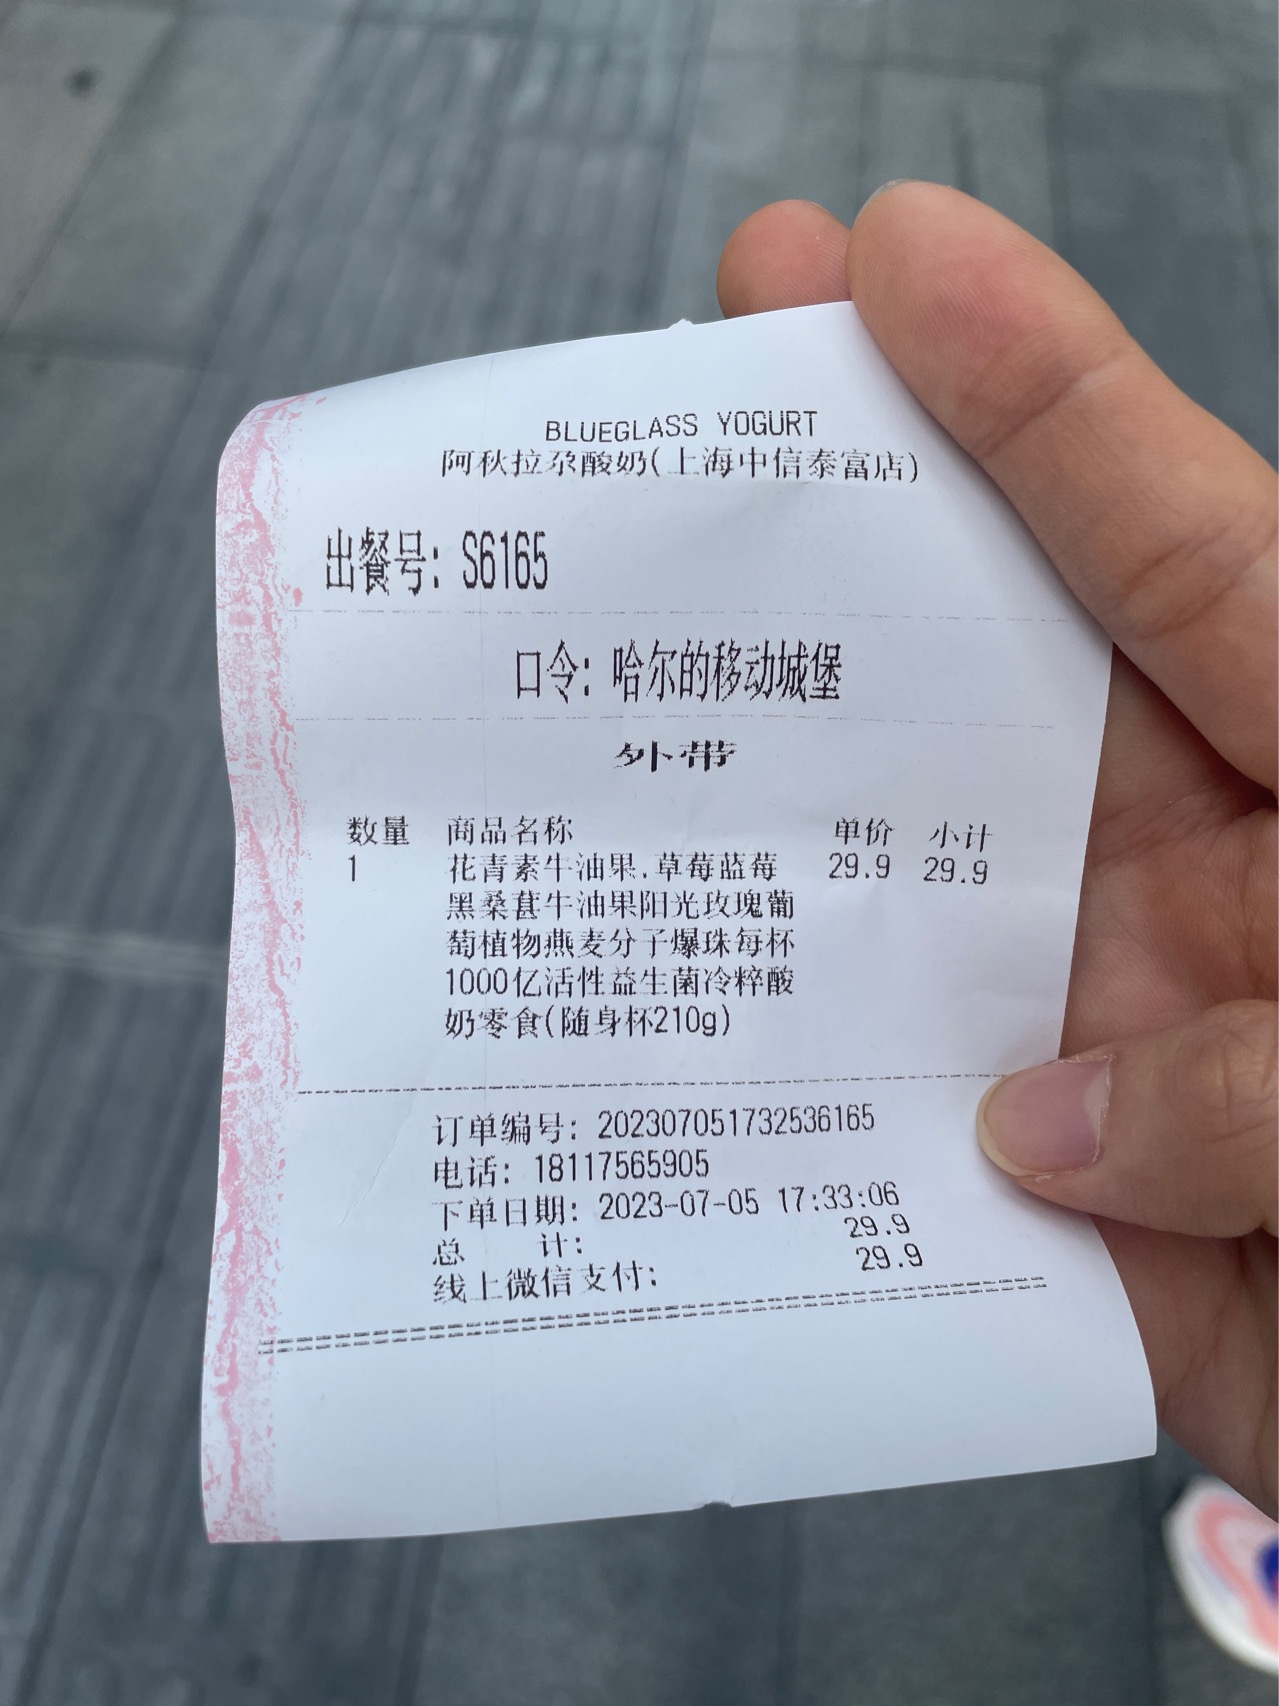 BLUEGLASS YOGURT
阿秋拉尕酸奶(上海中信泰富店)
出餐号: S6165
口令: 哈尔的移动城堡
外带
数量 商品名称 单价 小计
1 花青素牛油果.草莓蓝莓 29.9 29.9
黑桑葚牛油果阳光玫瑰葡
萄植物燕麦分子爆珠每杯
1000亿活性益生菌冷粹酸
奶零食(随身杯210g)
订单编号: 202307051732536165
电话: 18117565905
下单日期: 2023-07-05 17:33:06
总 计: 29.9
线上微信支付: 29.9